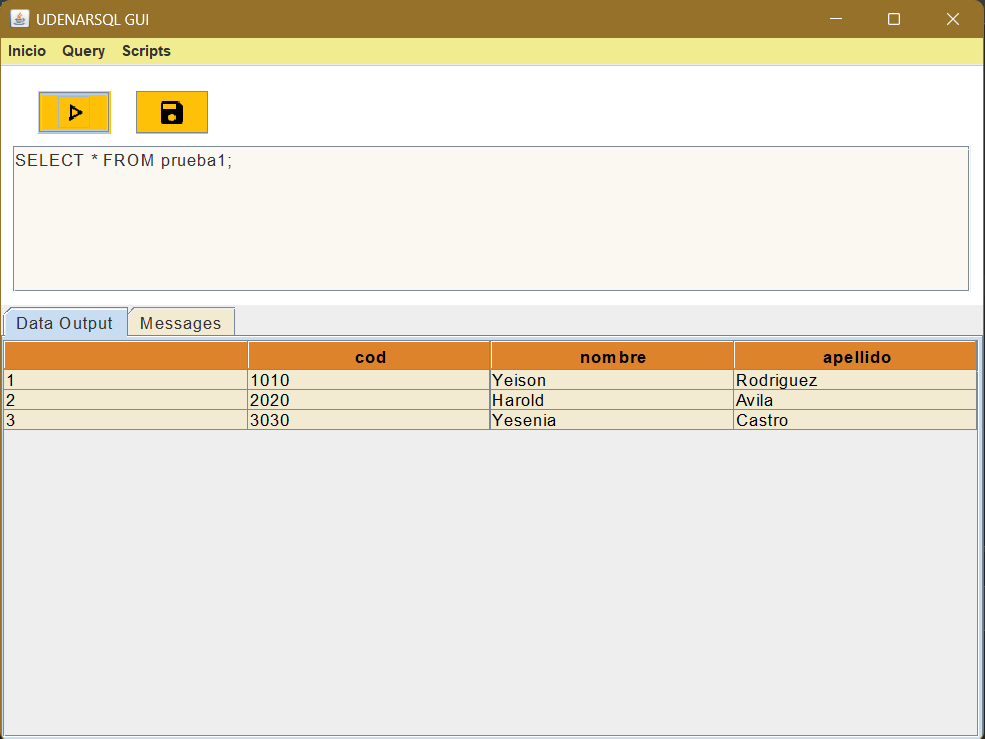 UDENARSQL GUI
Inicio Query Scripts
SELECT * FROM prueba1;
Data Output Messages
cod nombre apellido
1 1010 Yeison Rodriguez
2 2020 Harold Avila
3 3030 Yesenia Castro